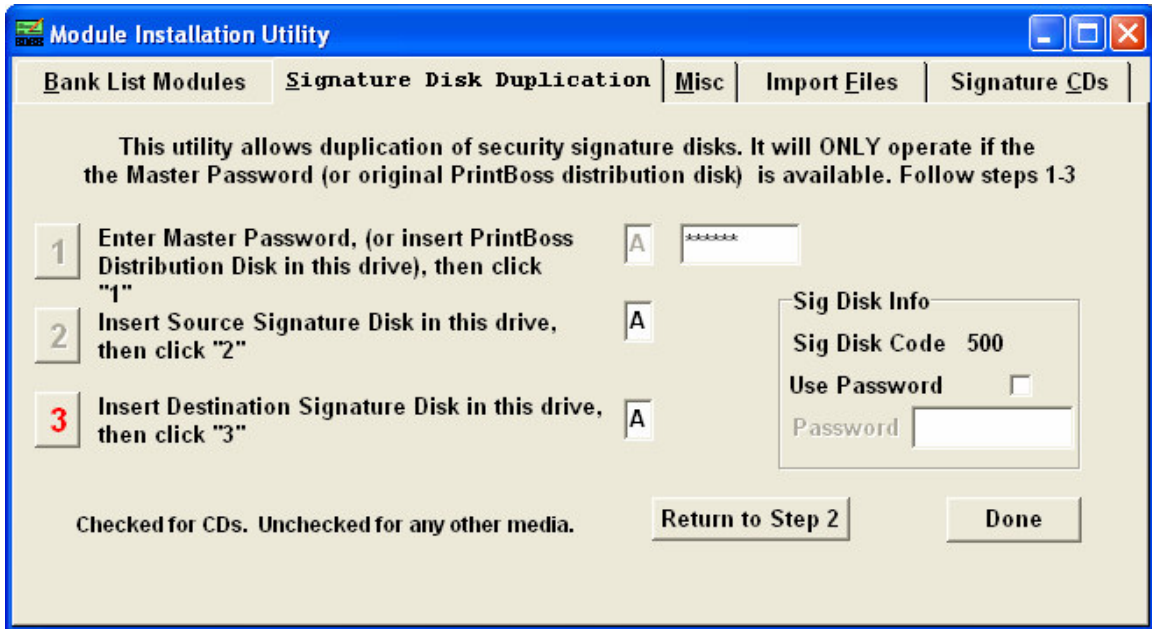 Module Installation Utility
Bank List Modules Signature Disk Duplication Misc Import Files Signature CDs
This utility allows duplication of security signature disks. It will ONLY operate if the
the Master Password (or original PrintBoss distribution disk) is available. Follow steps 1-3
1 Enter Master Password, (or insert PrintBoss
Distribution Disk in this drive), then click
"1"
A ******
2 Insert Source Signature Disk in this drive,
then click "2"
A
3 Insert Destination Signature Disk in this drive,
then click "3"
A
Sig Disk Info
Sig Disk Code 500
Use Password
Password
Checked for CDs. Unchecked for any other media.
Return to Step 2 Done